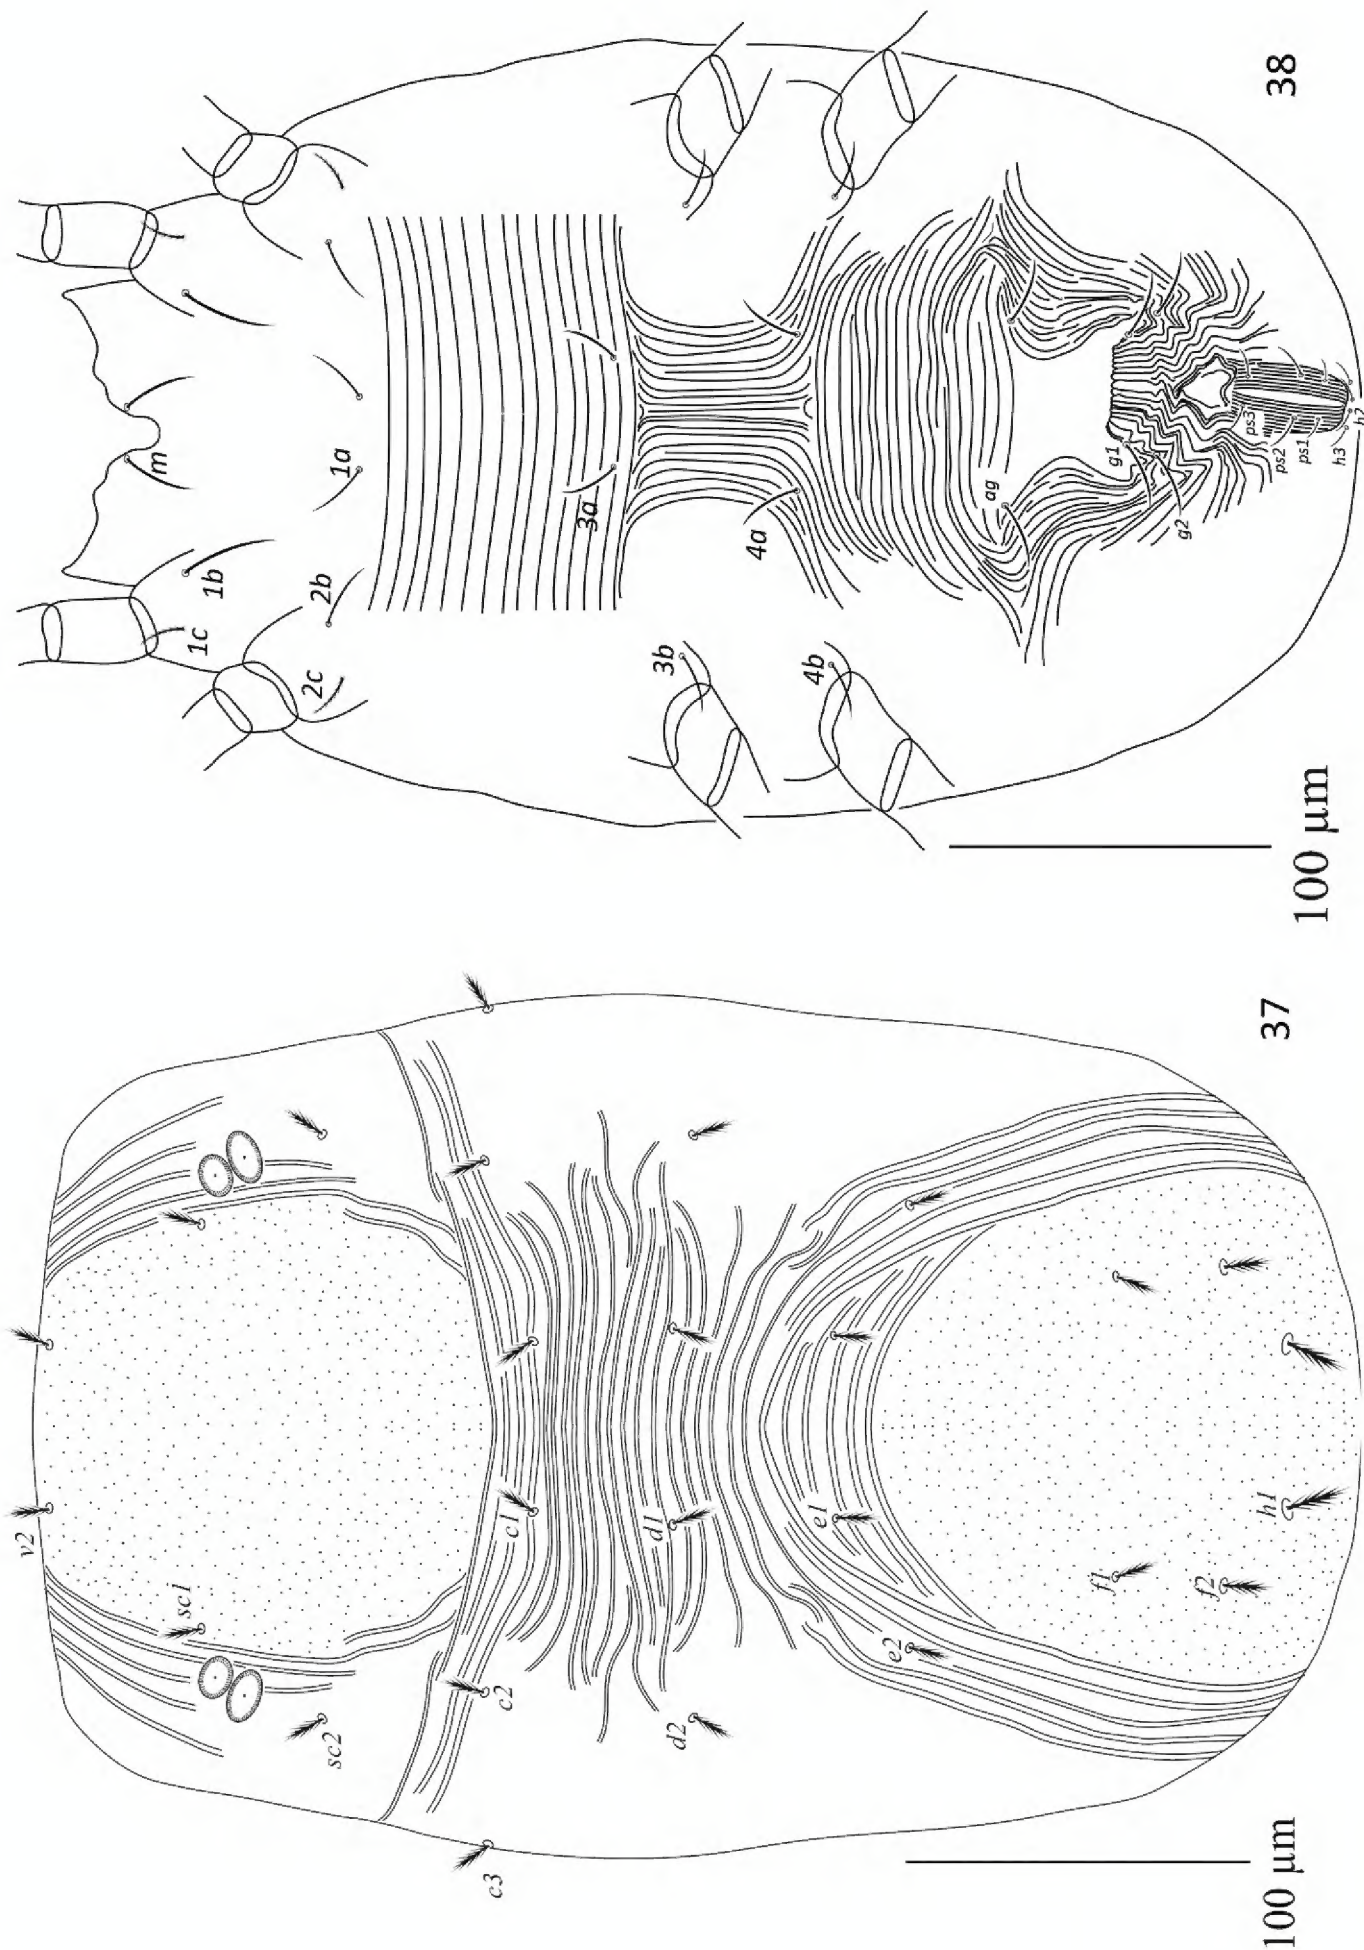 38
m
1a
1b
1c
2b
2c
3a
3b
4a
4b
ag
g1
g2
ps3
ps2
ps1
h3
h2
100 μm
37
v2
sc1
sc2
c1
c2
c3
d1
d2
e1
e2
f1
f2
h1
100 μm